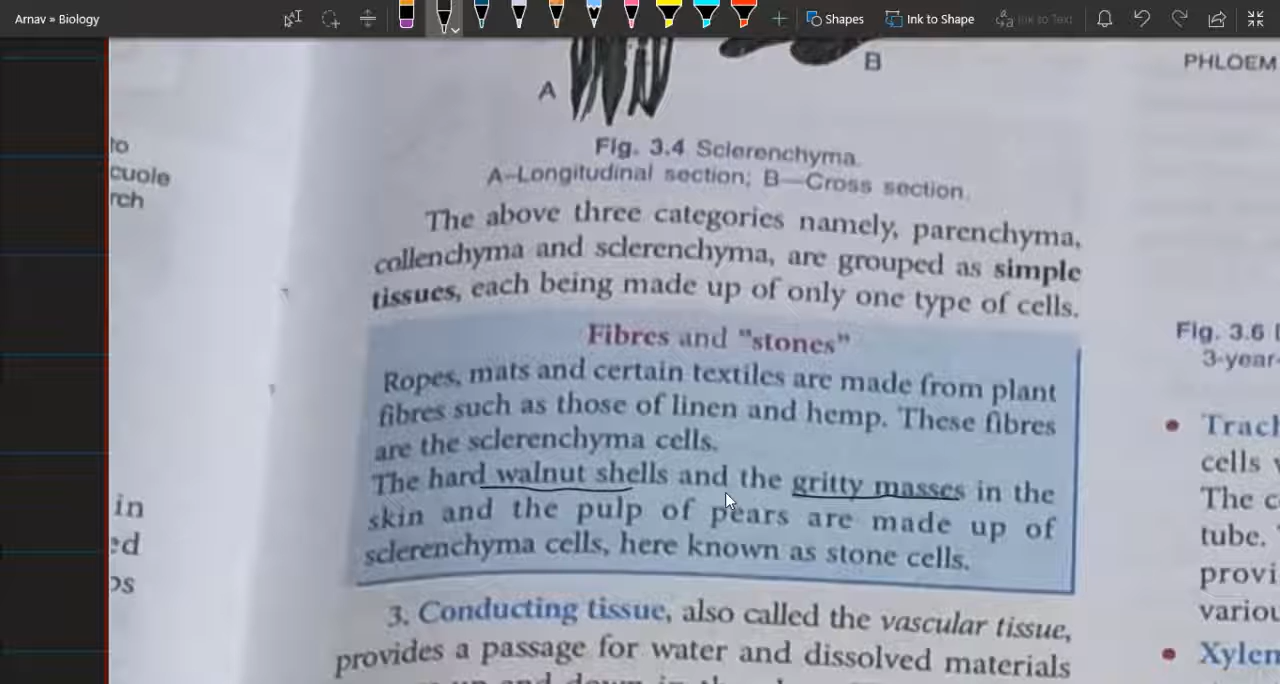 Arnav » Biology
Shapes
Ink to Shape
Ink to Text
to
cuole
rch
in
ed
os
A
B
Fig. 3.4 Sclerenchyma.
A–Longitudinal section; B—Cross section.
The above three categories namely, parenchyma,
collenchyma and sclerenchyma, are grouped as simple
tissues, each being made up of only one type of cells.
Fibres and "stones"
Ropes, mats and certain textiles are made from plant
fibres such as those of linen and hemp. These fibres
are the sclerenchyma cells.
The hard walnut shells and the gritty masses in the
skin and the pulp of pears are made up of
sclerenchyma cells, here known as stone cells.
3. Conducting tissue, also called the vascular tissue,
provides a passage for water and dissolved materials
PHLOEM
Fig. 3.6
3-year-
• Trach
cells
The c
tube.
provi
variou
• Xylem